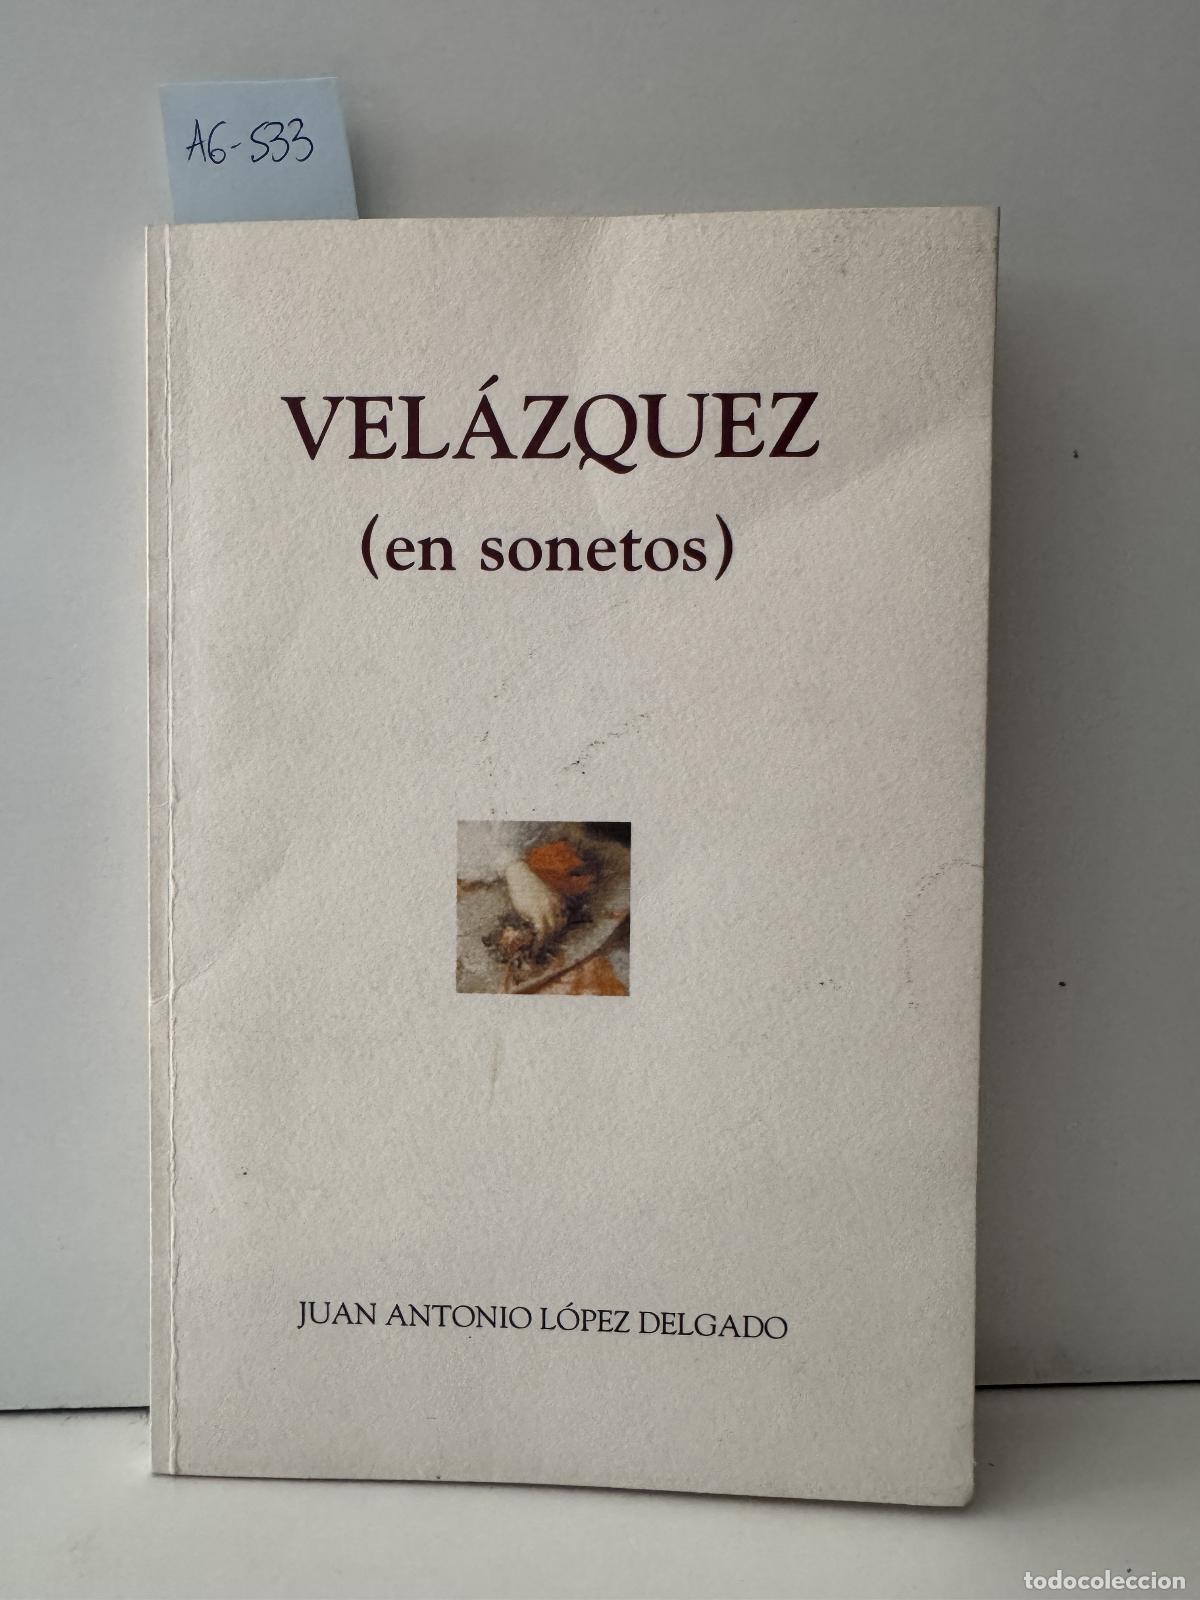 A6-533
VELÁZQUEZ
(en sonetos)
JUAN ANTONIO LÓPEZ DELGADO
todocoleccion